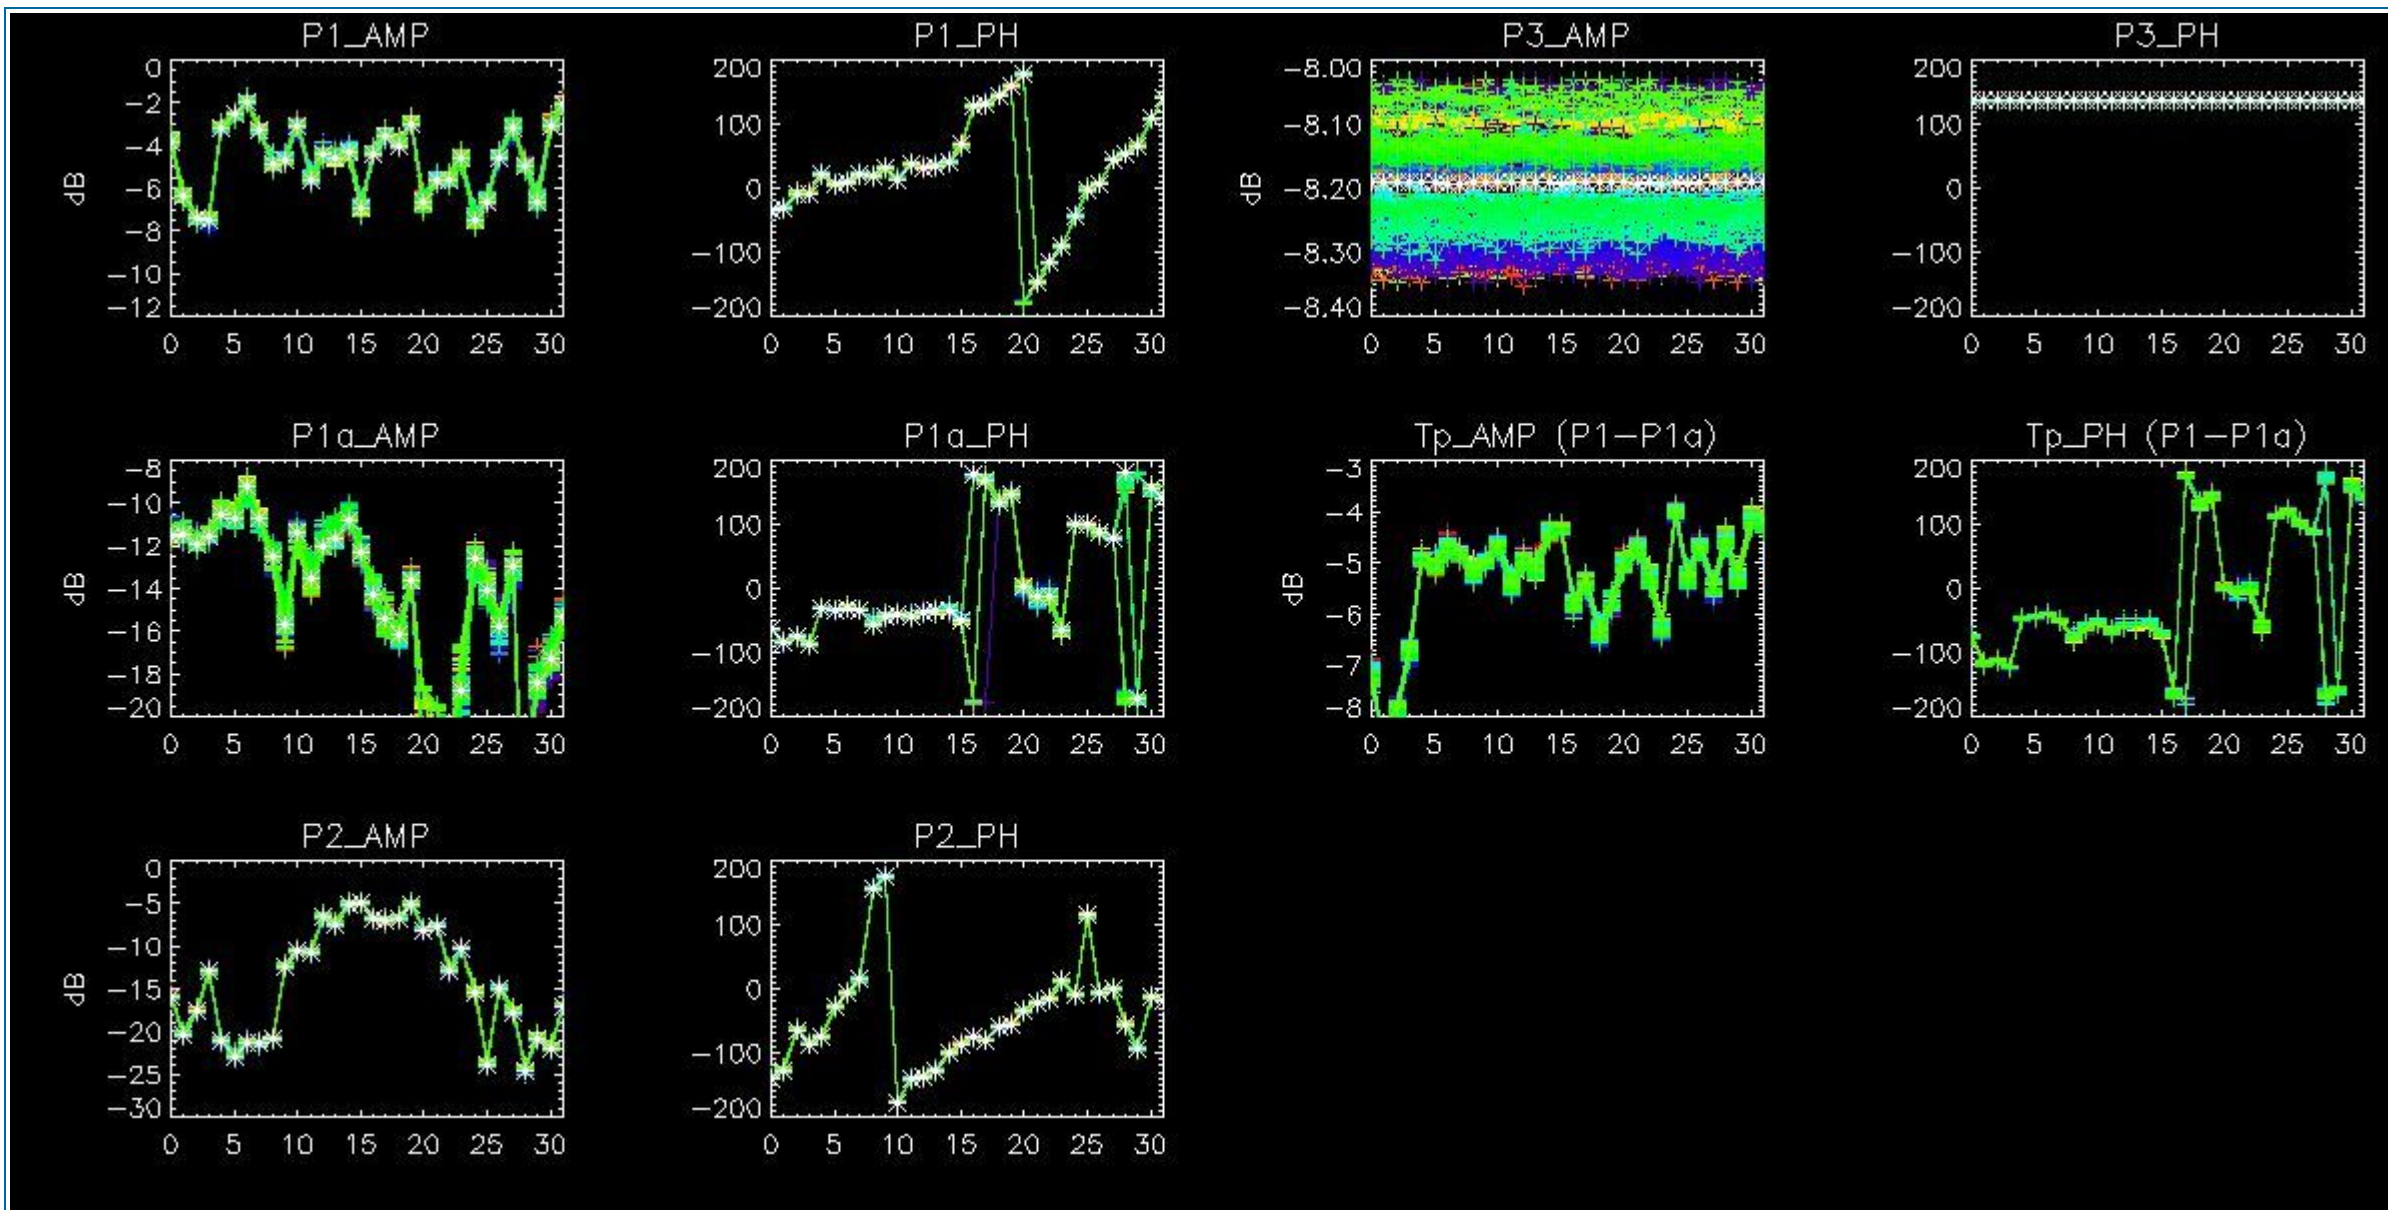 P1_AMP
0
−2
−4
−6
−8
−10
−12
dB
0 5 10 15 20 25 30
P1_PH
200
100
0
−100
−200
0 5 10 15 20 25 30
P3_AMP
−8.00
−8.10
−8.20
−8.30
−8.40
dB
0 5 10 15 20 25 30
P3_PH
200
100
0
−100
−200
0 5 10 15 20 25 30
P1a_AMP
−8
−10
−12
−14
−16
−18
−20
dB
0 5 10 15 20 25 30
P1a_PH
200
100
0
−100
−200
0 5 10 15 20 25 30
Tp_AMP (P1−P1a)
−3
−4
−5
−6
−7
−8
dB
0 5 10 15 20 25 30
Tp_PH (P1−P1a)
200
100
0
−100
−200
0 5 10 15 20 25 30
P2_AMP
0
−5
−10
−15
−20
−25
−30
dB
0 5 10 15 20 25 30
P2_PH
200
100
0
−100
−200
0 5 10 15 20 25 30